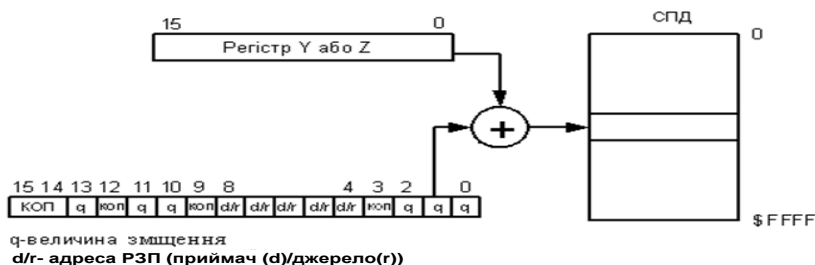 СПД
15 0
Регістр Y або Z
0
+
15 14 13 12 11 10 9 8 4 3 2 0
КОП q коп q q коп d/r d/r d/r d/r d/r коп q q q
$FFFF
q-величина зміщення
d/r- адреса РЗП (приймач (d)/джерело(r))